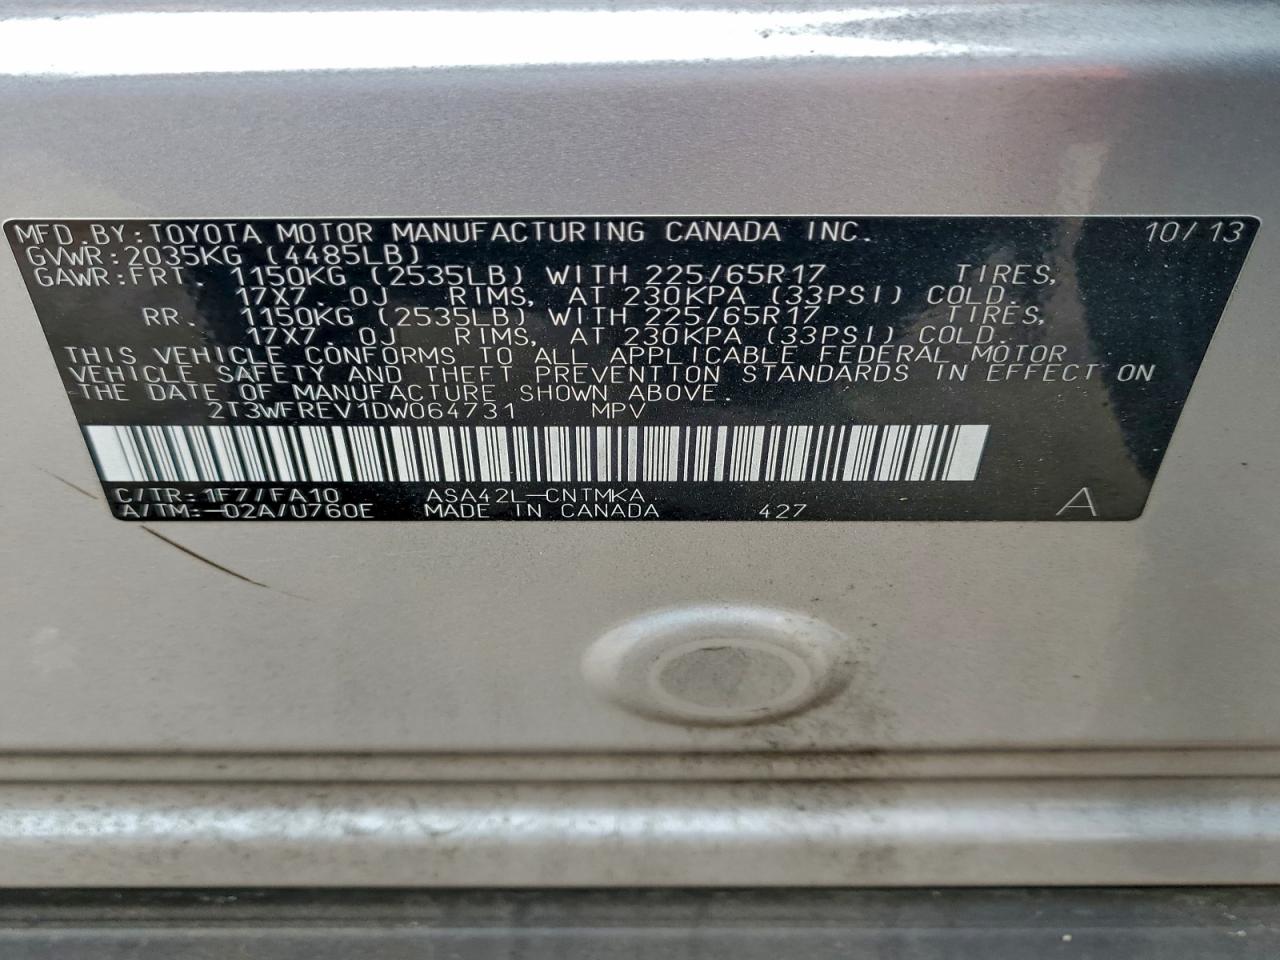 MFD.BY:TOYOTA MOTOR MANUFACTURING CANADA INC. 10/13
GVWR:2035KG (4485LB)
GAWR:FRT. 1150KG (2535LB) WITH 225/65R17 TIRES,
17X7.0J RIMS, AT 230KPA (33PSI) COLD.
RR. 1150KG (2535LB) WITH 225/65R17 TIRES,
17X7.0J RIMS, AT 230KPA (33PSI) COLD.
THIS VEHICLE CONFORMS TO ALL APPLICABLE FEDERAL MOTOR
VEHICLE SAFETY AND THEFT PREVENTION STANDARDS IN EFFECT ON
THE DATE OF MANUFACTURE SHOWN ABOVE.
2T3WFREV1DW064731 MPV
C/TR:1F7/FA10 ASA42L-CNTMKA
A/TM:-02A/U760E MADE IN CANADA 427 A